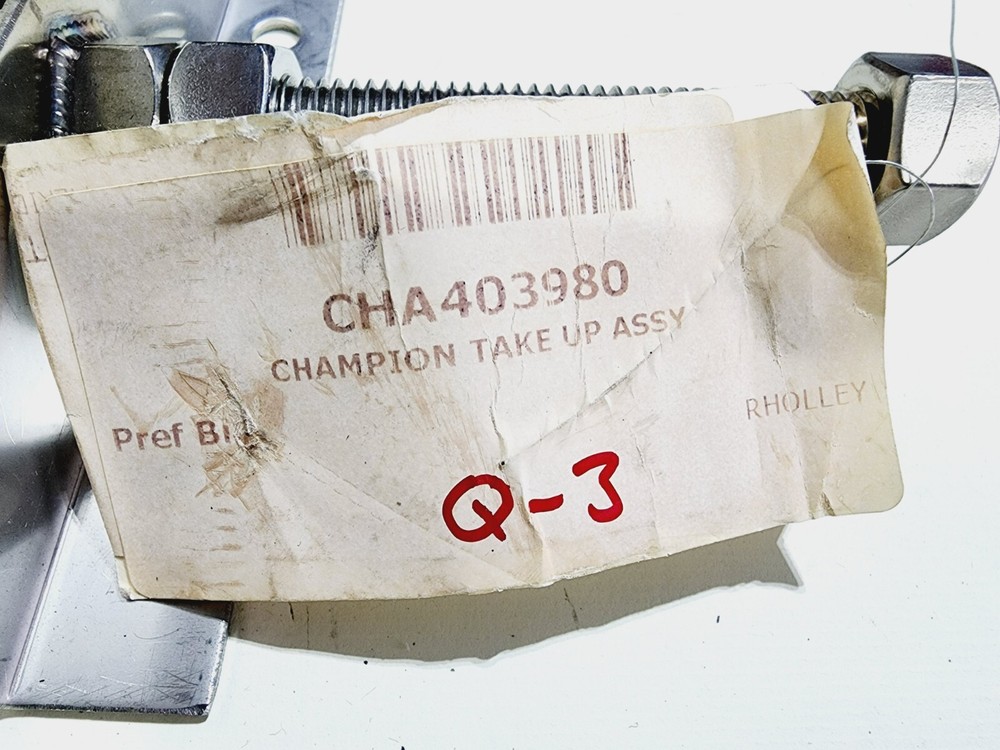 CHA403980
CHAMPION TAKE UP ASSY
RHOLLEY
Pref
Q-3